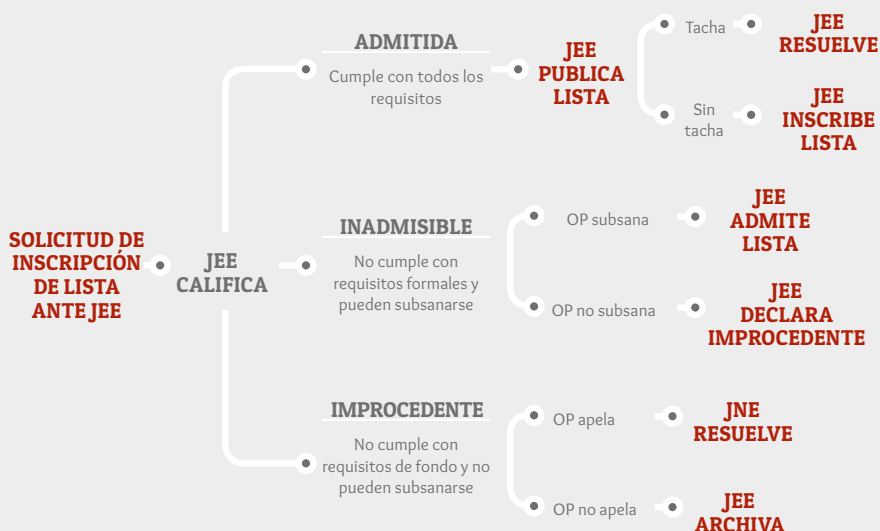 SOLICITUD DE
INSCRIPCIÓN
DE LISTA
ANTE JEE
JEE
CALIFICA
ADMITIDA
Cumple con todos los
requisitos
JEE
PUBLICA
LISTA
Tacha
JEE
RESUELVE
Sin
tacha
JEE
INSCRIBE
LISTA
INADMISIBLE
No cumple con
requisitos formales y
pueden subsanarse
OP subsana
JEE
ADMITE
LISTA
OP no subsana
JEE
DECLARA
IMPROCEDENTE
IMPROCEDENTE
No cumple con
requisitos de fondo y no
pueden subsanarse
OP apela
JNE
RESUELVE
OP no apela
JEE
ARCHIVA